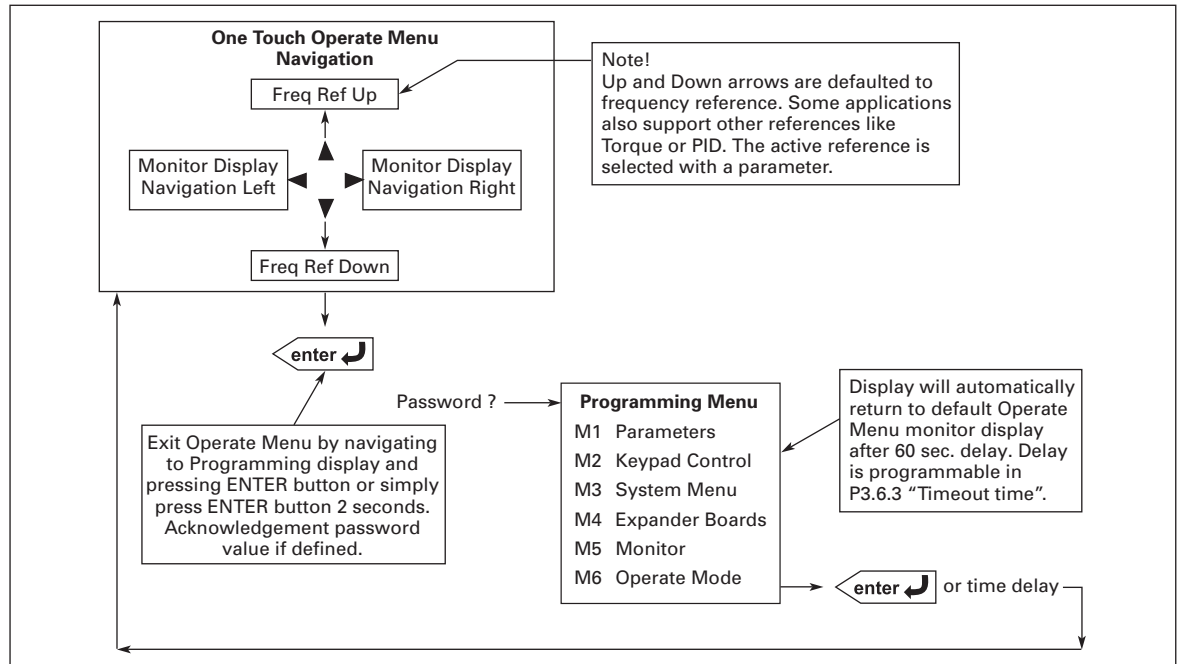 One Touch Operate Menu
Navigation
Freq Ref Up
Monitor Display
Navigation Left
Monitor Display
Navigation Right
Freq Ref Down
Note!
Up and Down arrows are defaulted to
frequency reference. Some applications
also support other references like
Torque or PID. The active reference is
selected with a parameter.
enter
Exit Operate Menu by navigating
to Programming display and
pressing ENTER button or simply
press ENTER button 2 seconds.
Acknowledgement password
value if defined.
Password ?
Programming Menu
M1 Parameters
M2 Keypad Control
M3 System Menu
M4 Expander Boards
M5 Monitor
M6 Operate Mode
Display will automatically
return to default Operate
Menu monitor display
after 60 sec. delay. Delay
is programmable in
P3.6.3 “Timeout time”.
enter
or time delay